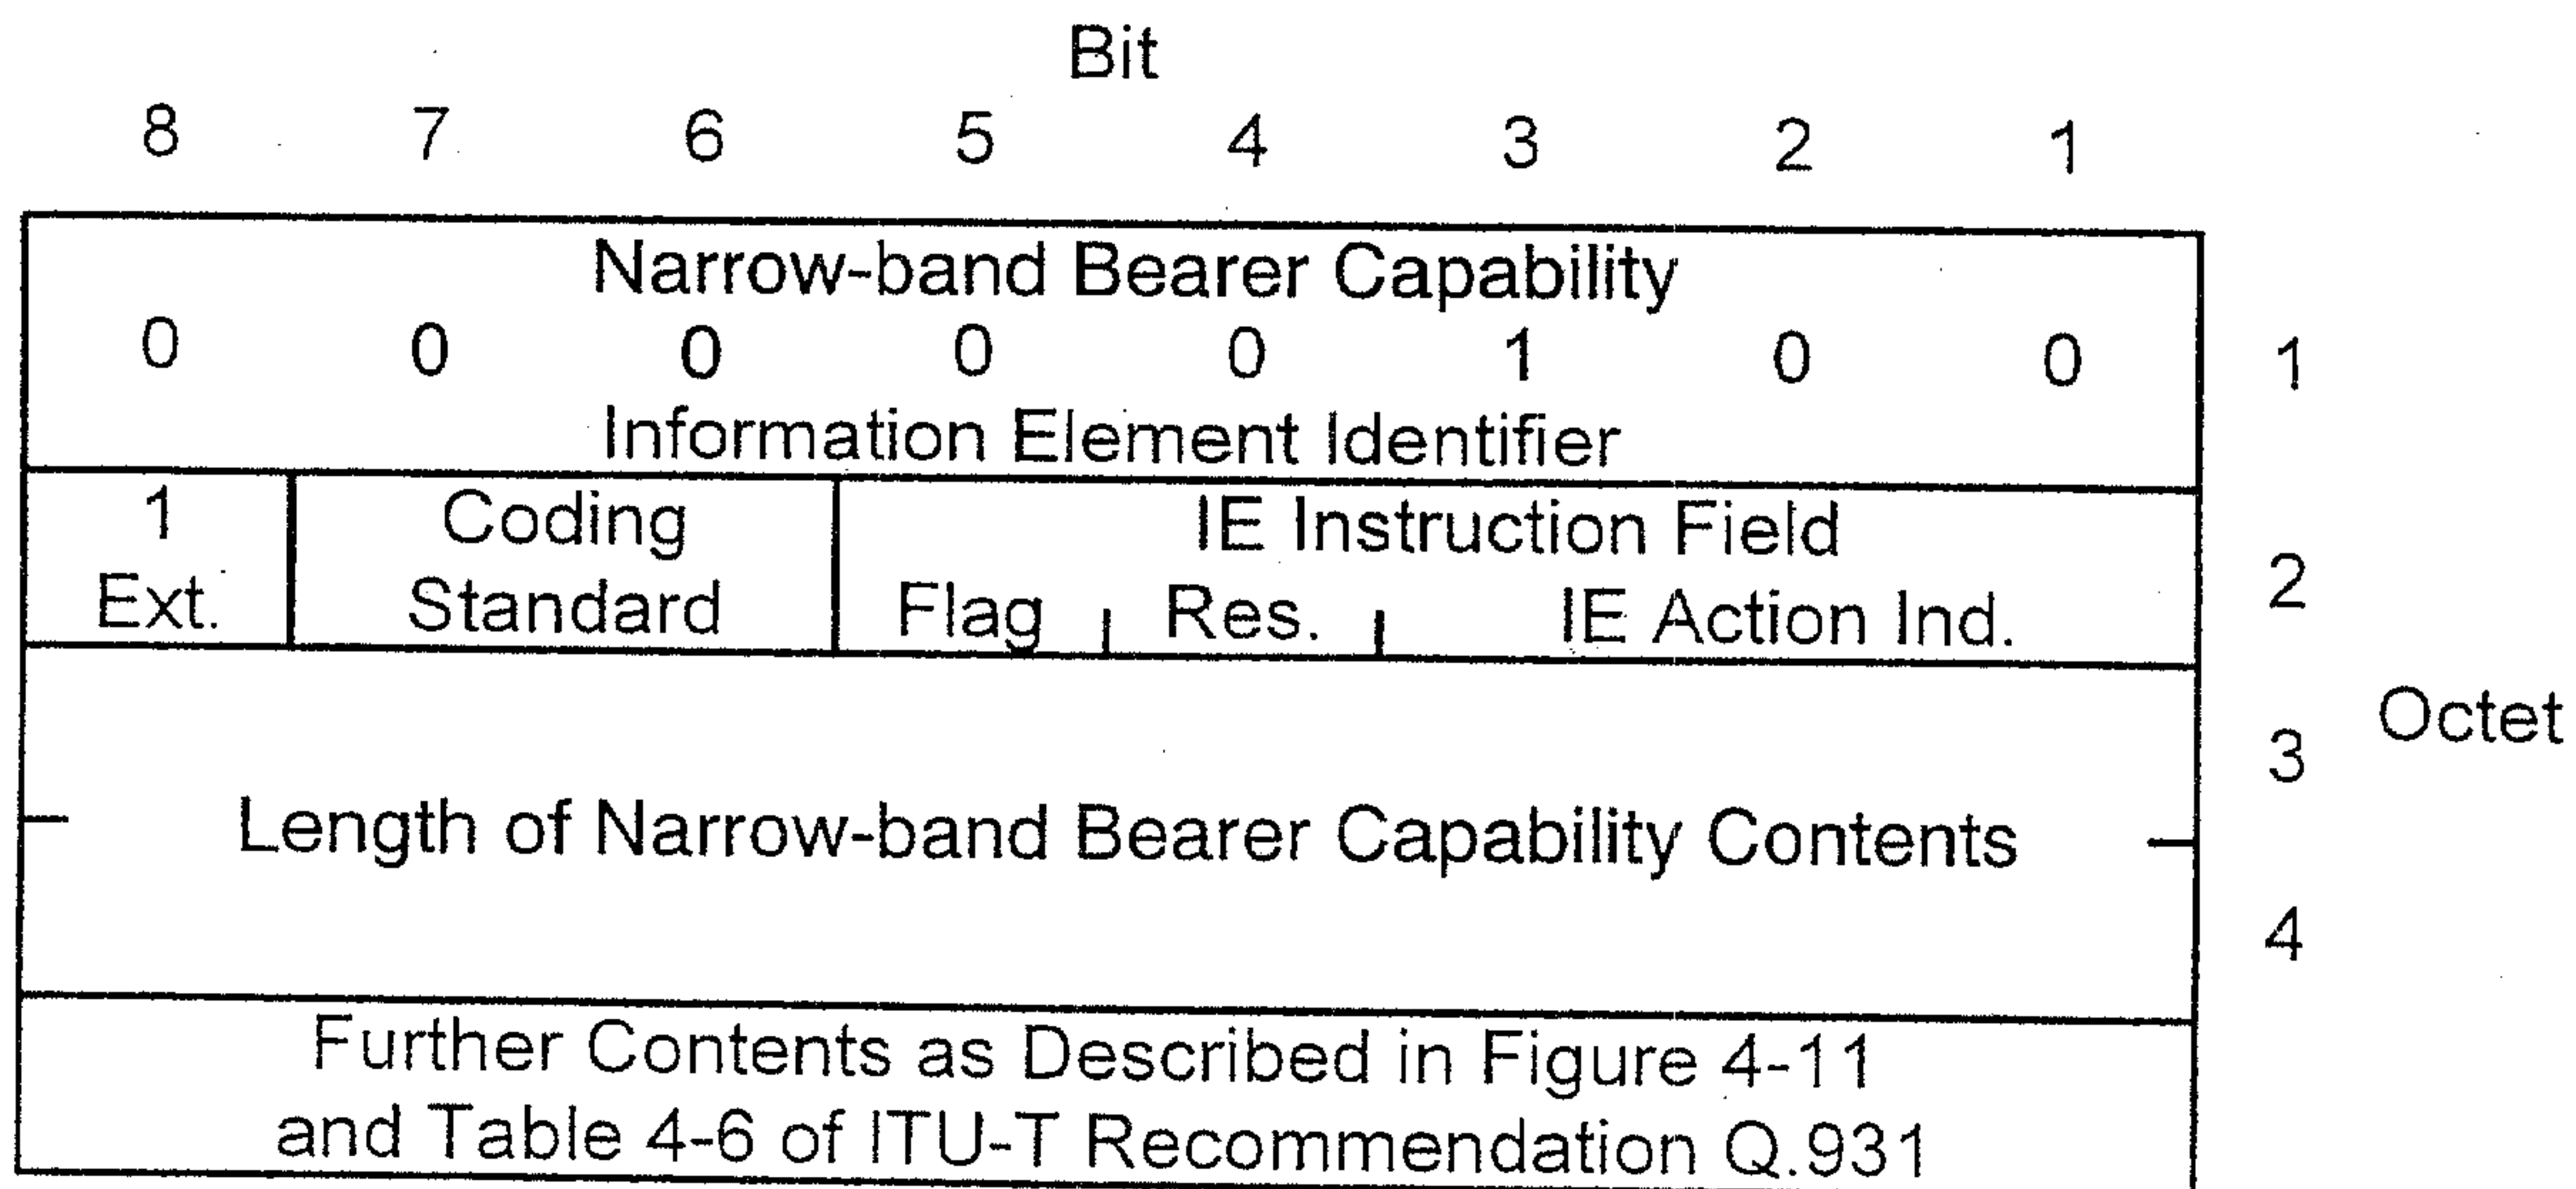 Bit
8 7 6 5 4 3 2 1
Narrow-band Bearer Capability
0 0 0 0 0 1 0 0 1
Information Element Identifier
1 Coding IE Instruction Field
2
Ext. Standard Flag Res. IE Action Ind.
Octet
3
Length of Narrow-band Bearer Capability Contents
4
Further Contents as Described in Figure 4-11
and Table 4-6 of ITU-T Recommendation Q.931